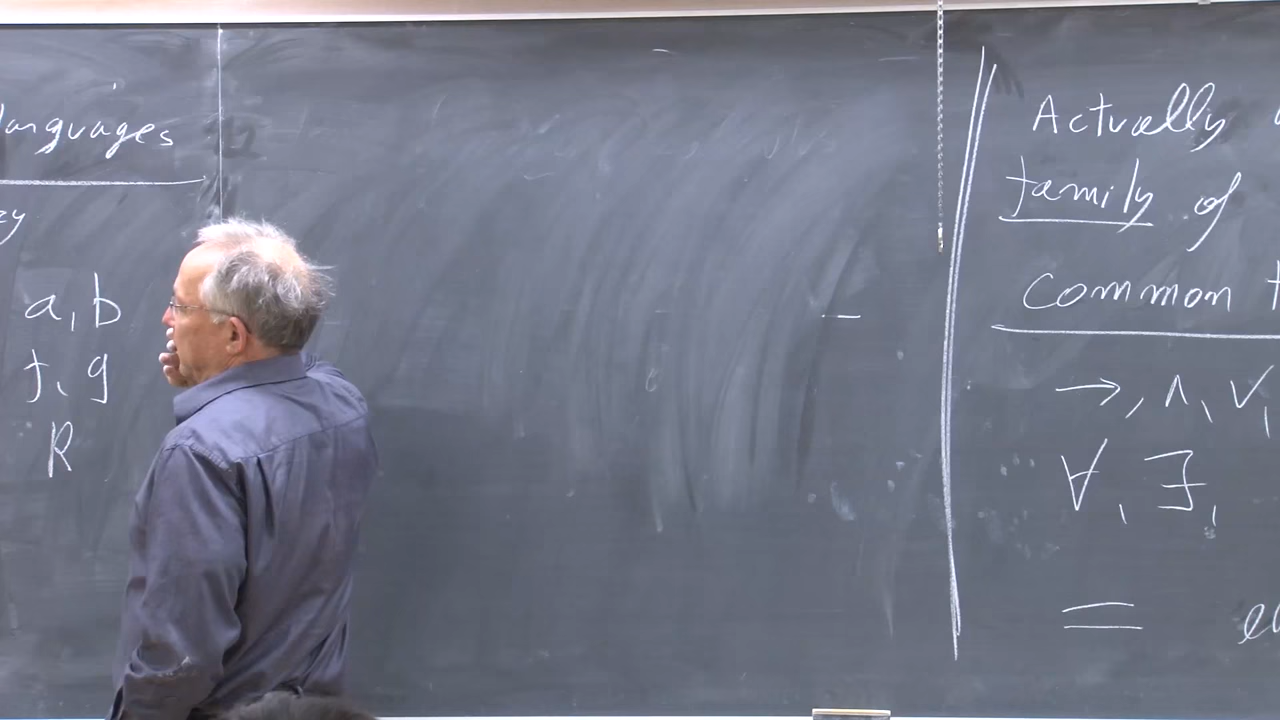 languages
a, b
f, g
R
Actually
family of
common
→, ∧, ∨,
∀, ∃,
=